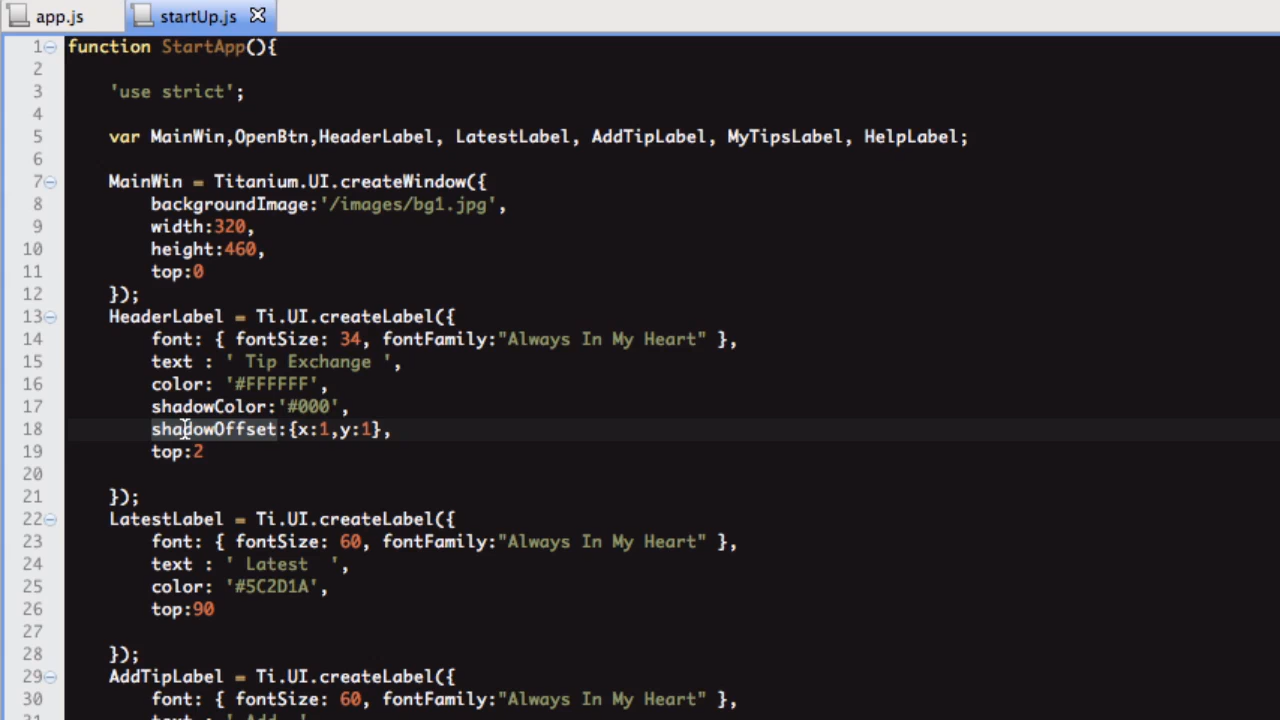 app.js startUp.js
1 function StartApp(){
2
3 'use strict';
4
5 var MainWin,OpenBtn,HeaderLabel, LatestLabel, AddTipLabel, MyTipsLabel, HelpLabel;
6
7 MainWin = Titanium.UI.createWindow({
8 backgroundImage:'/images/bg1.jpg',
9 width:320,
10 height:460,
11 top:0
12 });
13 HeaderLabel = Ti.UI.createLabel({
14 font: { fontSize: 34, fontFamily:"Always In My Heart" },
15 text : ' Tip Exchange ',
16 color: '#FFFFFF',
17 shadowColor:'#000',
18 shadowOffset:{x:1,y:1},
19 top:2
20
21 });
22 LatestLabel = Ti.UI.createLabel({
23 font: { fontSize: 60, fontFamily:"Always In My Heart" },
24 text : ' Latest  ',
25 color: '#5C2D1A',
26 top:90
27
28 });
29 AddTipLabel = Ti.UI.createLabel({
30 font: { fontSize: 60, fontFamily:"Always In My Heart" },
31 text : ' Add  '